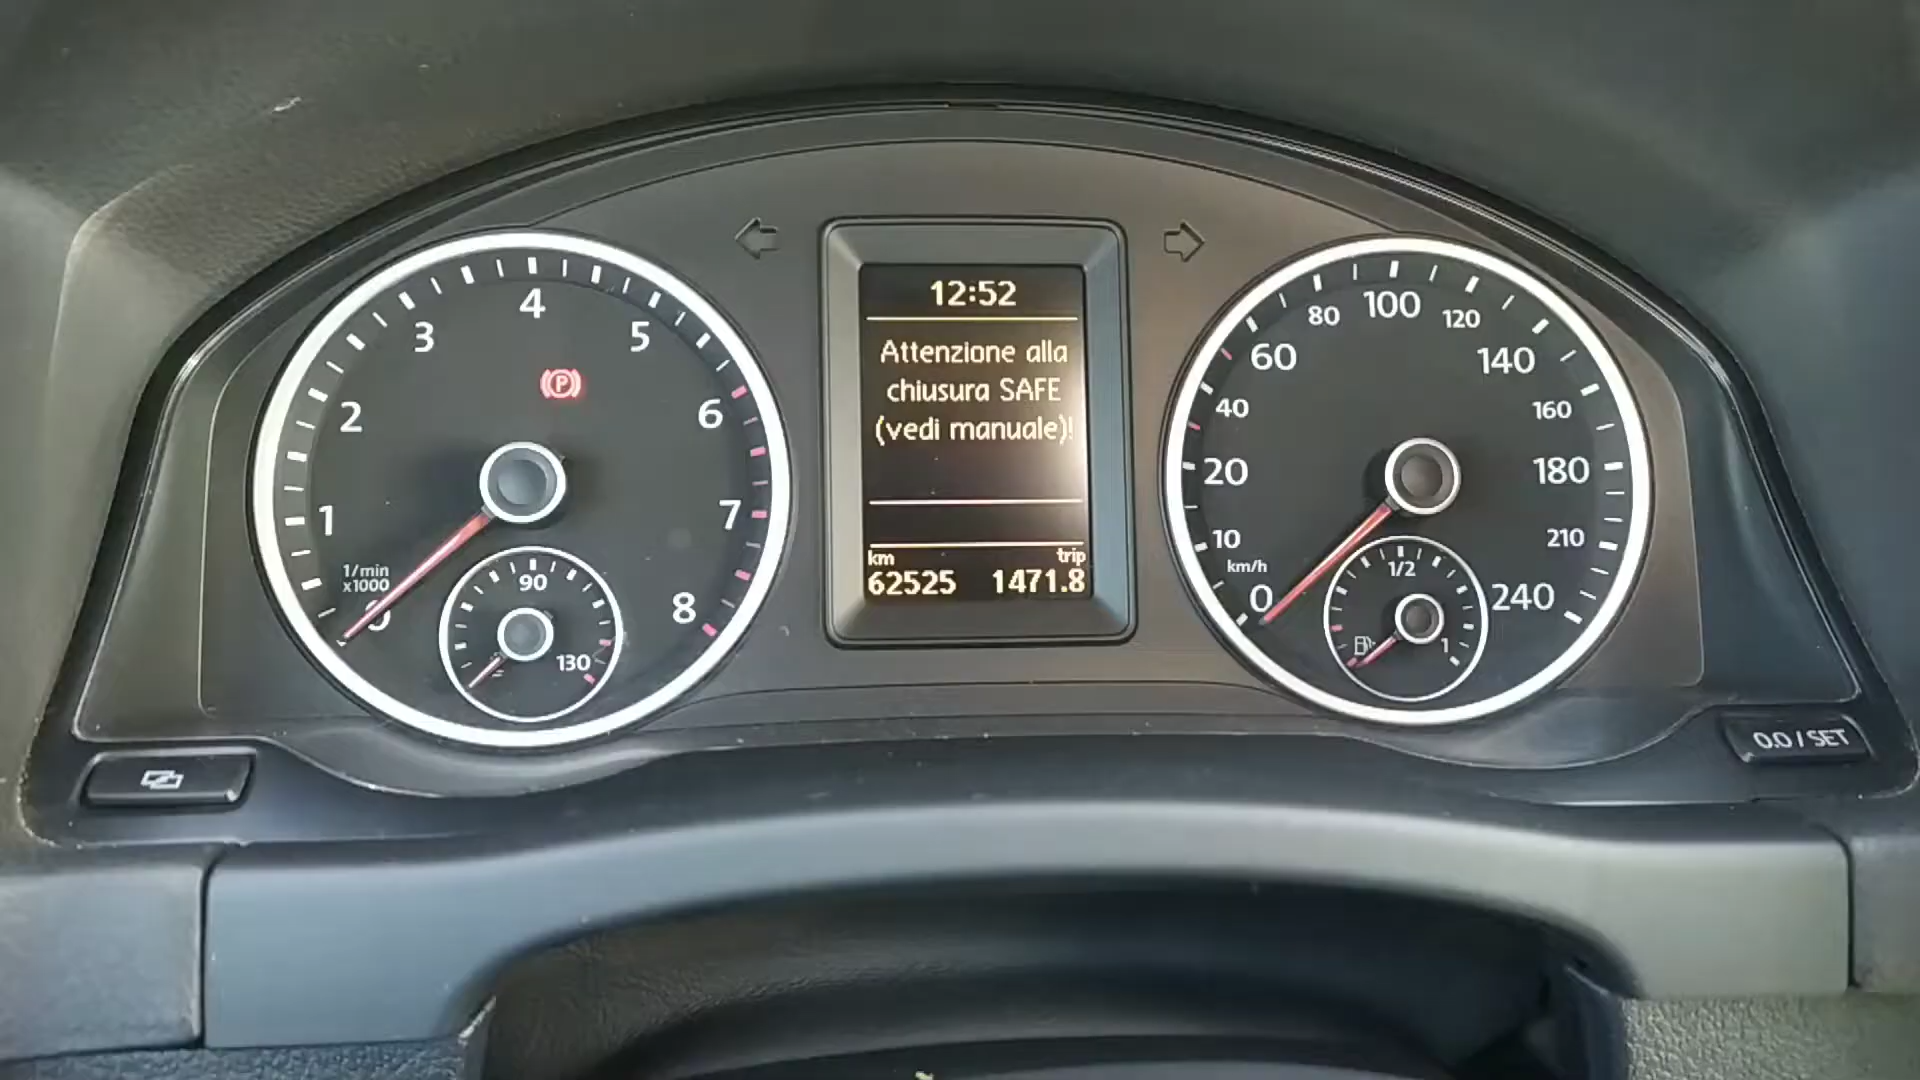 12:52
Attenzione alla
chiusura SAFE
(vedi manuale)!
km trip
62525 1471.8
0 1 2 3 4 5 6 7 8
1/min
x1000
90
130
P
0 10 20 40 60 80 100 120 140 160 180 210 240
km/h
1/2
1
0.0 / SET